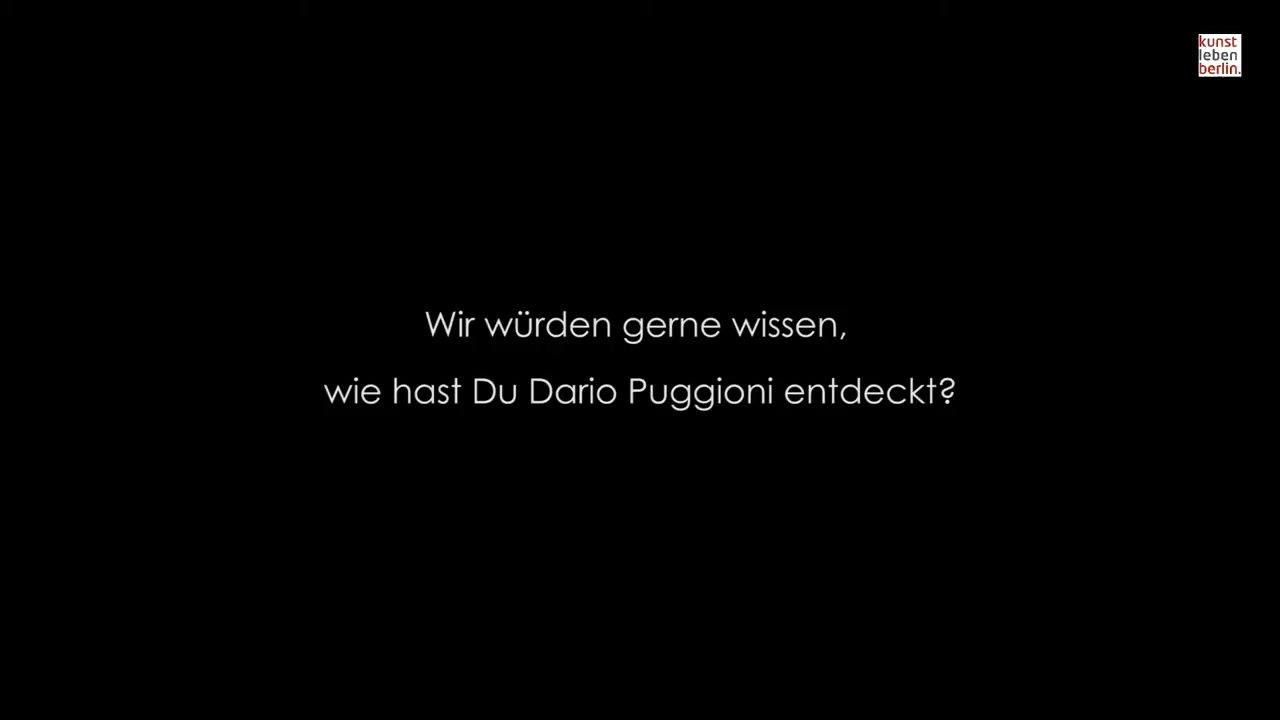 kunst
leben
berlin.
Wir würden gerne wissen,
wie hast Du Dario Puggioni entdeckt?